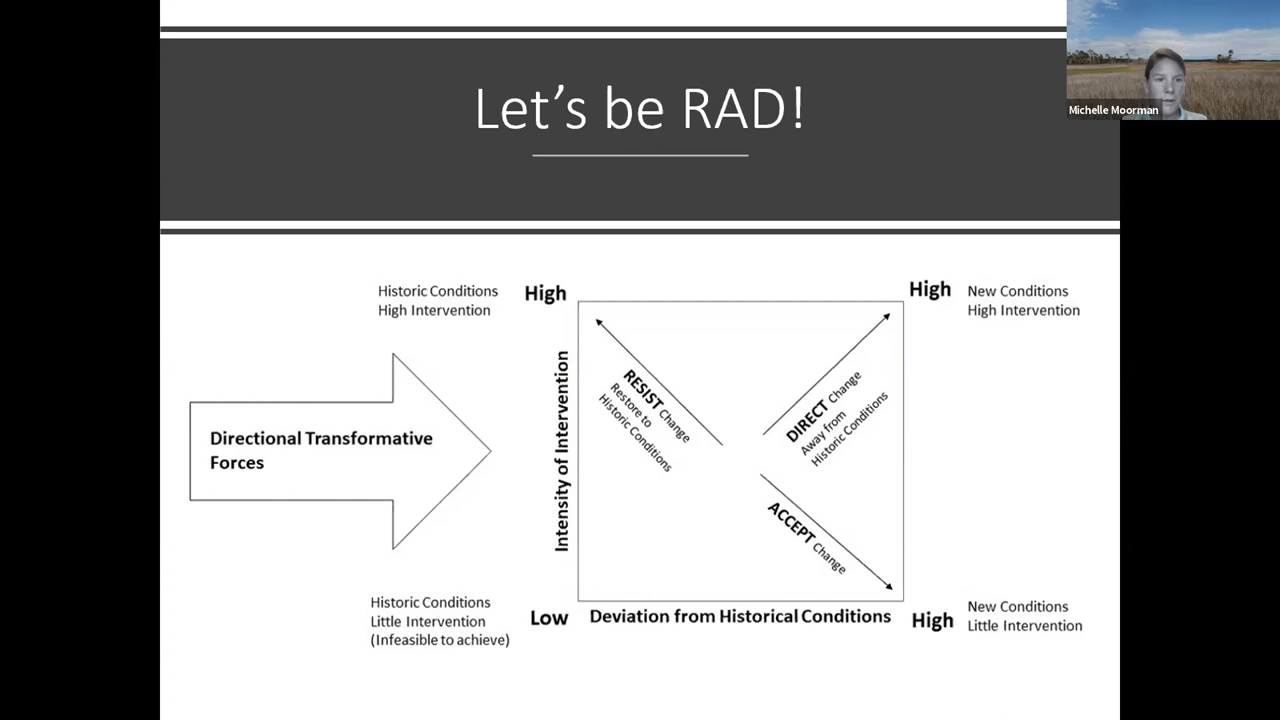 Let's be RAD!
Michelle Moorman
Historic Conditions
High Intervention
High
High
New Conditions
High Intervention
Directional Transformative
Forces
Intensity of Intervention
RESIST Change
Restore to
Historic Conditions
DIRECT Change
Away from
Historic Conditions
ACCEPT Change
Historic Conditions
Little Intervention
(Infeasible to achieve)
Low
Deviation from Historical Conditions
High
New Conditions
Little Intervention